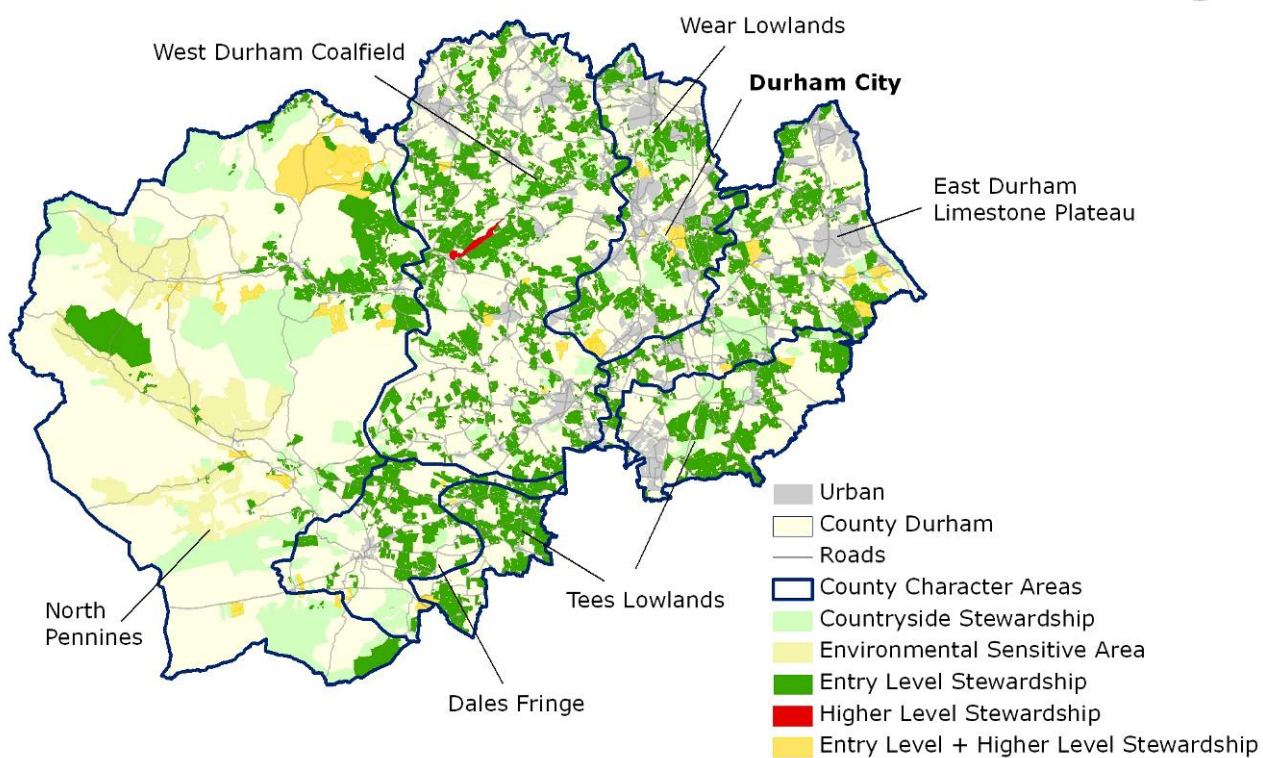 Wear Lowlands
West Durham Coalfield
Durham City
East Durham
Limestone Plateau
North
Pennines
Tees Lowlands
Dales Fringe
Urban
County Durham
Roads
County Character Areas
Countryside Stewardship
Environmental Sensitive Area
Entry Level Stewardship
Higher Level Stewardship
Entry Level + Higher Level Stewardship